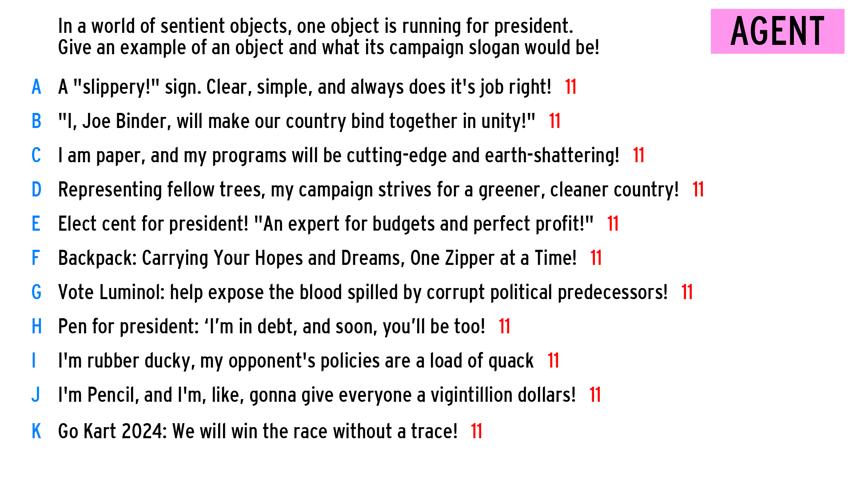 In a world of sentient objects, one object is running for president.
Give an example of an object and what its campaign slogan would be!
AGENT
A A "slippery!" sign. Clear, simple, and always does it's job right! 11
B "I, Joe Binder, will make our country bind together in unity!" 11
C I am paper, and my programs will be cutting-edge and earth-shattering! 11
D Representing fellow trees, my campaign strives for a greener, cleaner country! 11
E Elect cent for president! "An expert for budgets and perfect profit!" 11
F Backpack: Carrying Your Hopes and Dreams, One Zipper at a Time! 11
G Vote Luminol: help expose the blood spilled by corrupt political predecessors! 11
H Pen for president: ‘I’m in debt, and soon, you’ll be too! 11
I I'm rubber ducky, my opponent's policies are a load of quack 11
J I'm Pencil, and I'm, like, gonna give everyone a vigintillion dollars! 11
K Go Kart 2024: We will win the race without a trace! 11